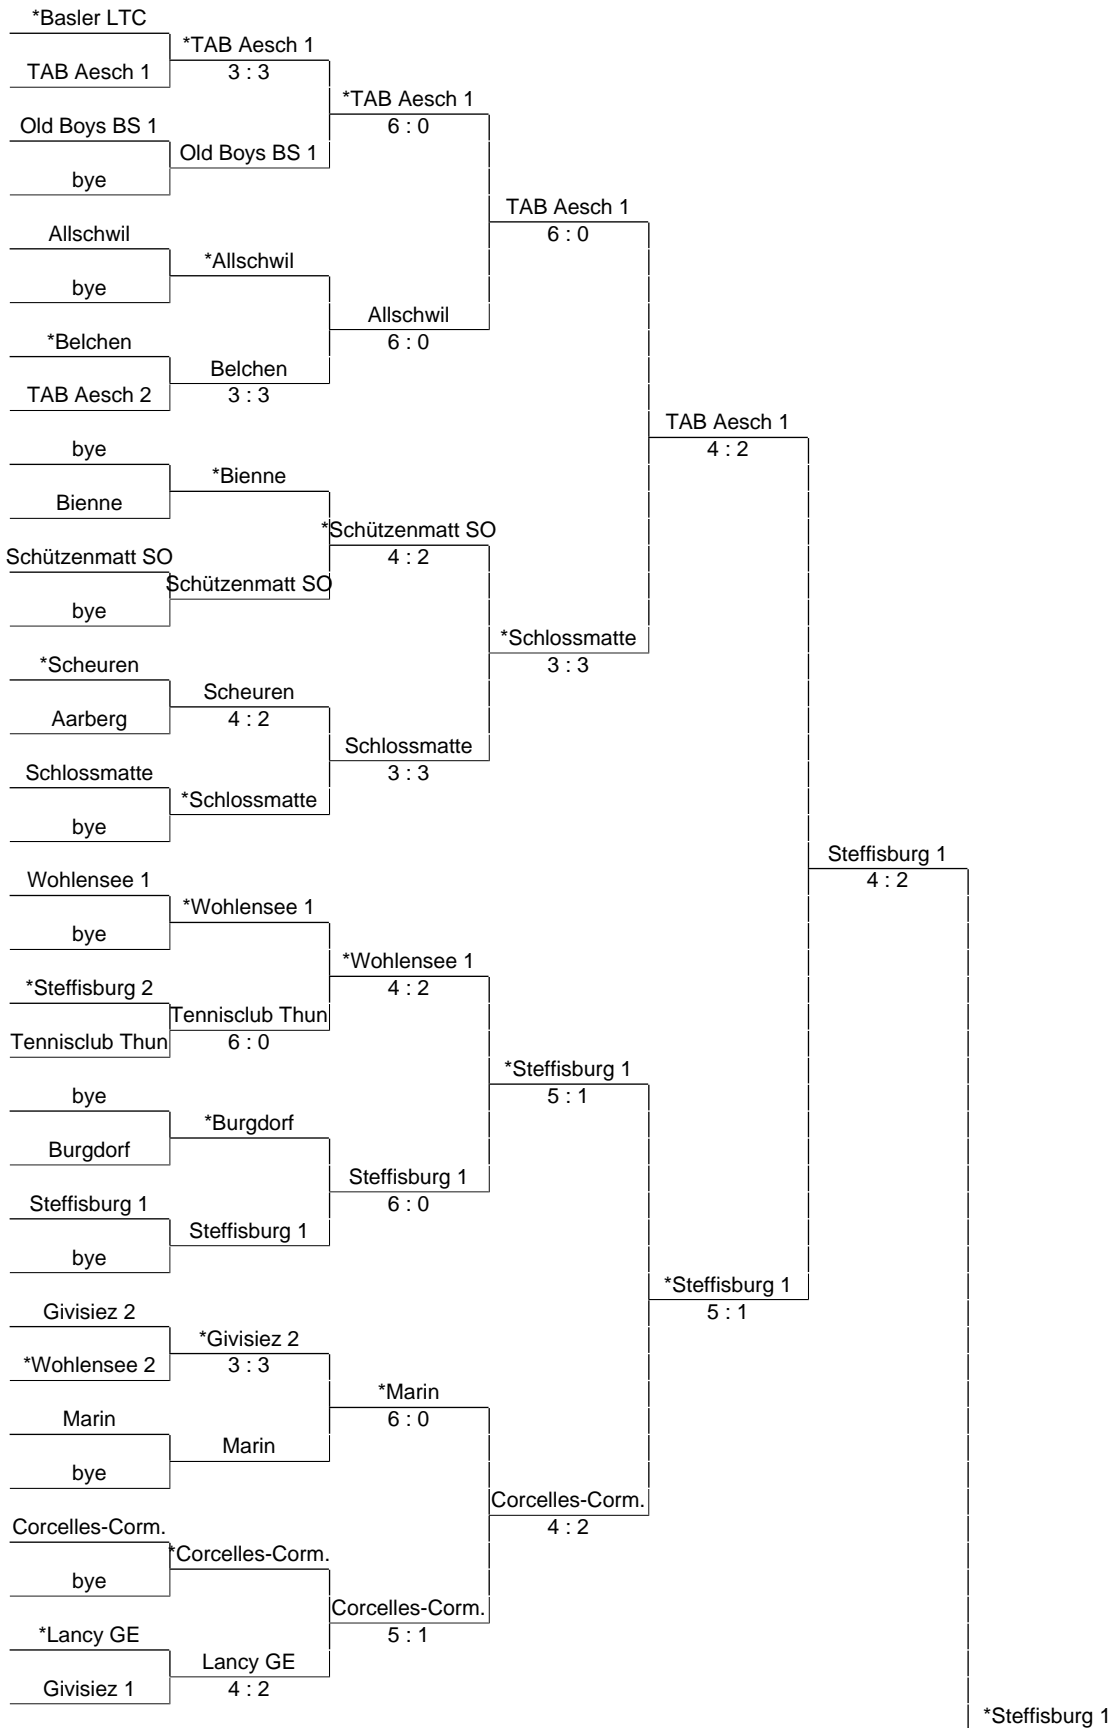 *Basler LTC
*TAB Aesch 1
TAB Aesch 1
3 : 3
*TAB Aesch 1
6 : 0
Old Boys BS 1
Old Boys BS 1
bye
TAB Aesch 1
6 : 0
Allschwil
*Allschwil
bye
Allschwil
6 : 0
*Belchen
Belchen
TAB Aesch 2
3 : 3
TAB Aesch 1
4 : 2
bye
*Bienne
Bienne
*Schützenmatt SO
4 : 2
Schützenmatt SO
Schützenmatt SO
bye
*Schlossmatte
3 : 3
*Scheuren
Scheuren
Aarberg
4 : 2
Schlossmatte
3 : 3
Schlossmatte
*Schlossmatte
bye
Steffisburg 1
4 : 2
Wohlensee 1
*Wohlensee 1
bye
*Wohlensee 1
4 : 2
*Steffisburg 2
Tennisclub Thun
Tennisclub Thun
6 : 0
*Steffisburg 1
5 : 1
bye
*Burgdorf
Burgdorf
Steffisburg 1
6 : 0
Steffisburg 1
Steffisburg 1
bye
*Steffisburg 1
5 : 1
Givisiez 2
*Givisiez 2
*Wohlensee 2
3 : 3
*Marin
6 : 0
Marin
Marin
bye
Corcelles-Corm.
4 : 2
Corcelles-Corm.
*Corcelles-Corm.
bye
Corcelles-Corm.
5 : 1
*Lancy GE
Lancy GE
Givisiez 1
4 : 2
*Steffisburg 1